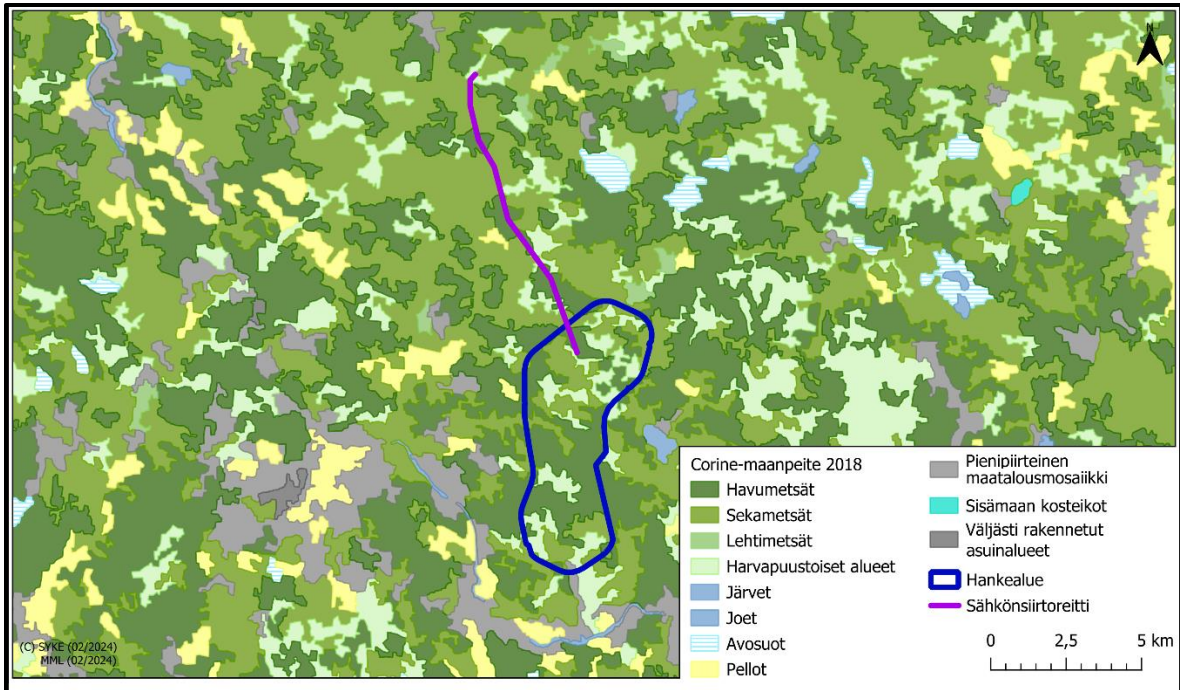 N
Corine-maanpeite 2018
Havumetsät
Sekametsät
Lehtimetsät
Harvapuustoiset alueet
Järvet
Joet
Avosuot
Pellot
Pienipiirteinen
maatalousmosaiikki
Sisämaan kosteikot
Väljästi rakennetut
asuinalueet
Hankealue
Sähkönsiirtoreitti
0 2,5 5 km
(C) SYKE (02/2024)
MML (02/2024)